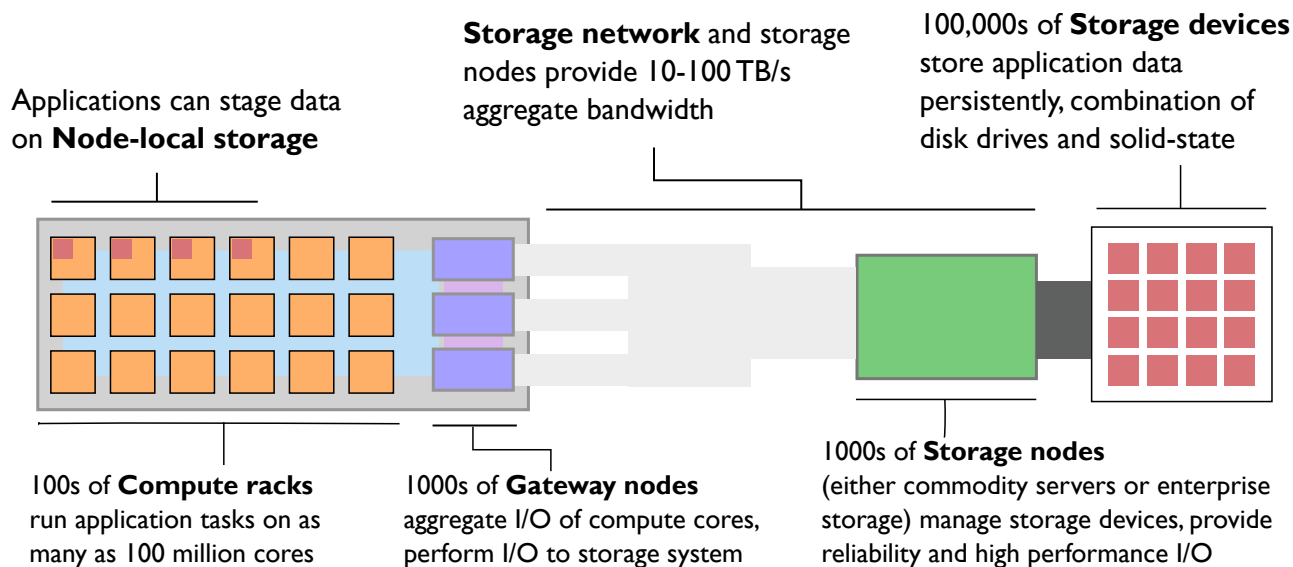 Applications can stage data
on Node-local storage
Storage network and storage
nodes provide 10-100 TB/s
aggregate bandwidth
100,000s of Storage devices
store application data
persistently, combination of
disk drives and solid-state
100s of Compute racks
run application tasks on as
many as 100 million cores
1000s of Gateway nodes
aggregate I/O of compute cores,
perform I/O to storage system
1000s of Storage nodes
(either commodity servers or enterprise
storage) manage storage devices, provide
reliability and high performance I/O